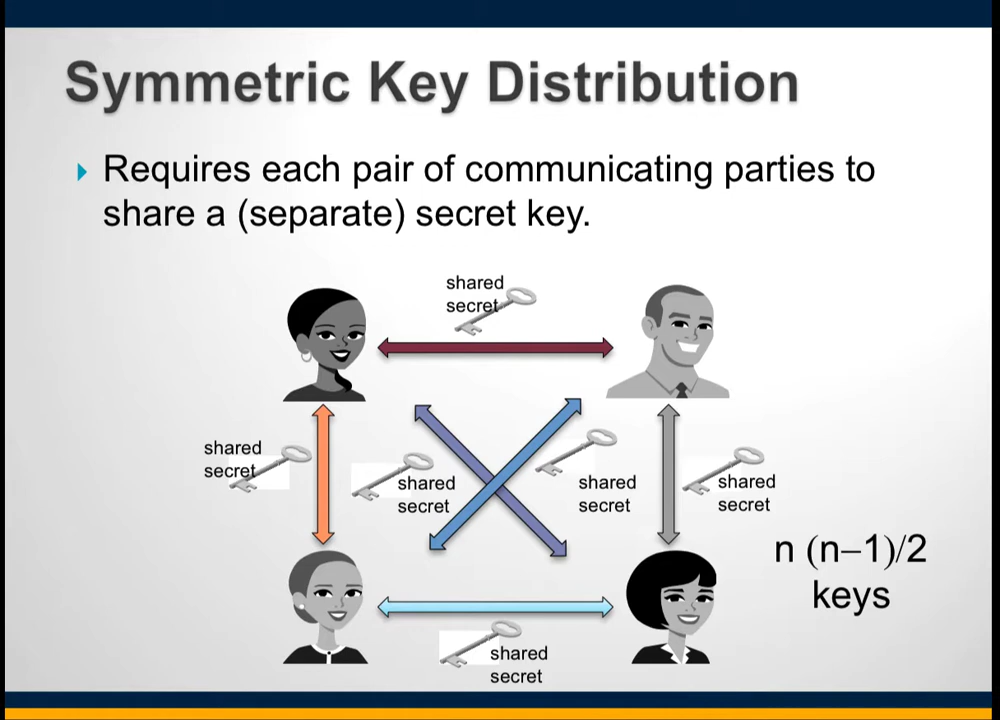 Symmetric Key Distribution
Requires each pair of communicating parties to
share a (separate) secret key.
shared
secret
shared
secret
shared
secret
shared
secret
shared
secret
n (n–1)/2
keys
shared
secret